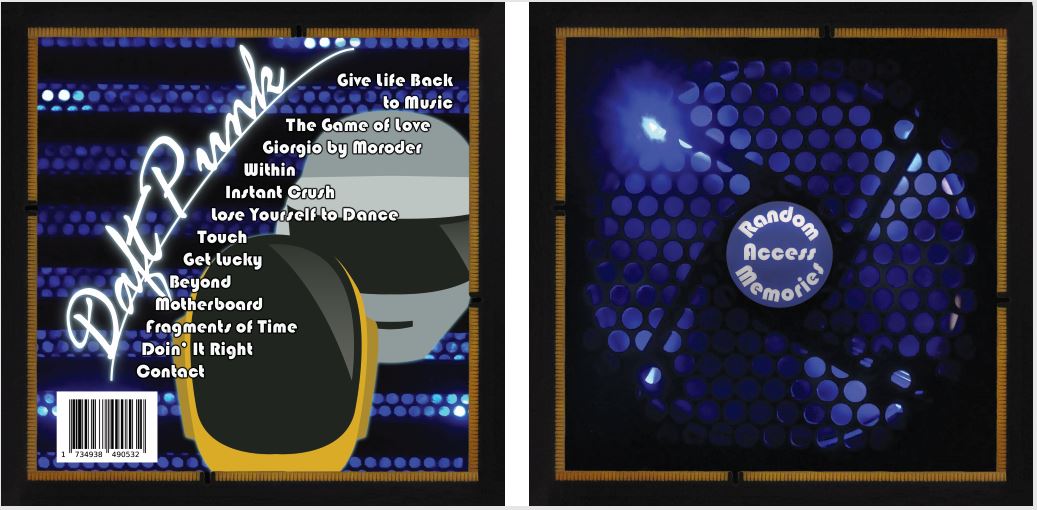 Daft Punk
Give Life Back
to Music
The Game of Love
Giorgio by Moroder
Within
Instant Crush
Lose Yourself to Dance
Touch
Get Lucky
Beyond
Motherboard
Fragments of Time
Doin' It Right
Contact
1 734938 490532
Random
Access
Memories